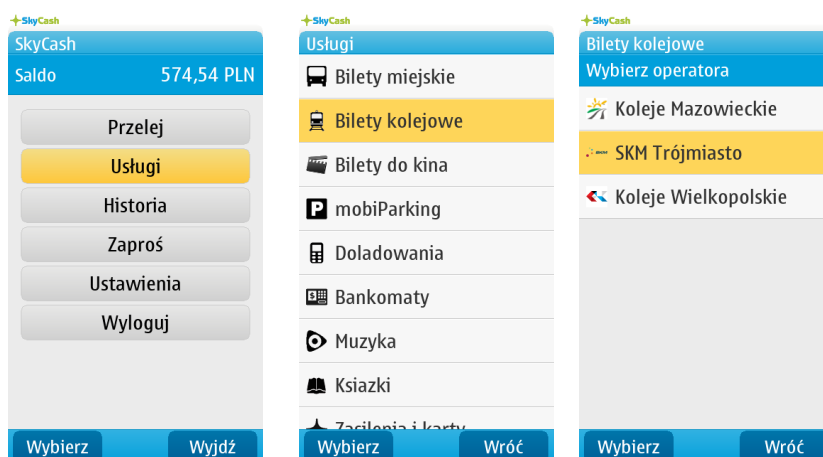 SkyCash
SkyCash
Saldo 574,54 PLN
Przelej
Usługi
Historia
Zaproś
Ustawienia
Wyloguj
Wybierz Wyjdź
SkyCash
Usługi
Bilety miejskie
Bilety kolejowe
Bilety do kina
mobiParking
Doladowania
Bankomaty
Muzyka
Ksiazki
Zasilenia i karty
Wybierz Wróć
SkyCash
Bilety kolejowe
Wybierz operatora
Koleje Mazowieckie
SKM Trójmiasto
Koleje Wielkopolskie
Wybierz Wróć